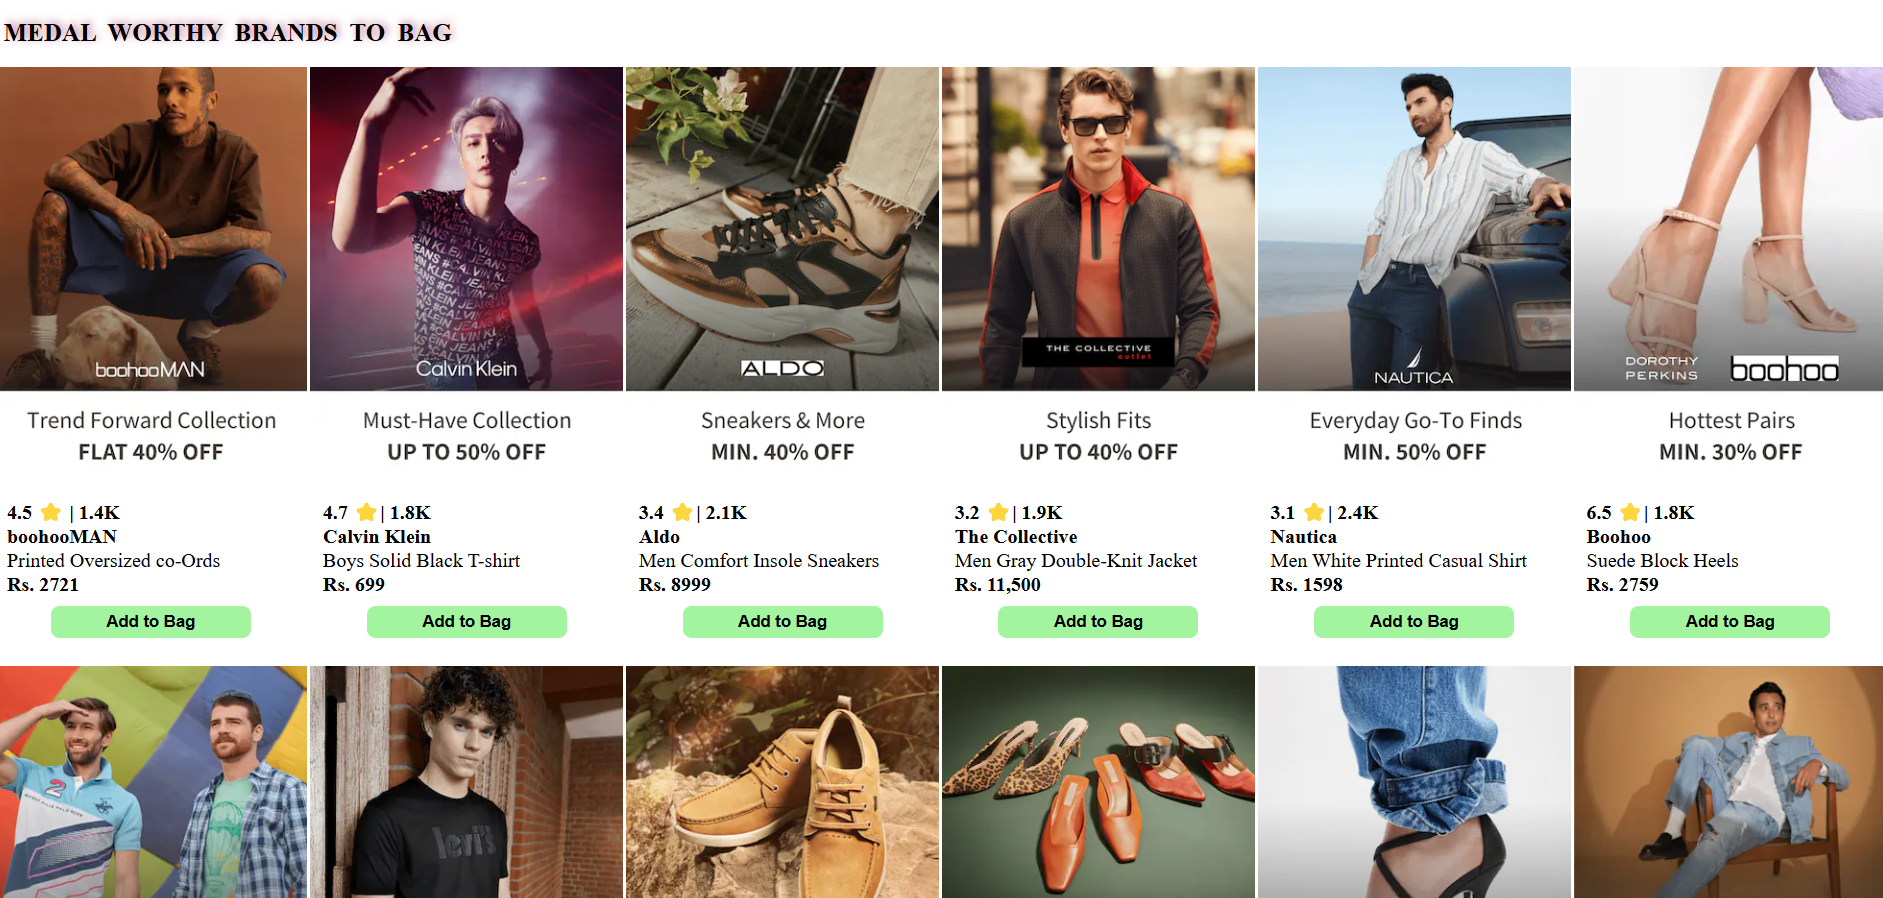 MEDAL WORTHY BRANDS TO BAG
boohooMAN
Calvin Klein
ALDO
THE COLLECTIVE
outlet
NAUTICA
DOROTHY
PERKINS
boohoo
Trend Forward Collection
FLAT 40% OFF
Must-Have Collection
UP TO 50% OFF
Sneakers & More
MIN. 40% OFF
Stylish Fits
UP TO 40% OFF
Everyday Go-To Finds
MIN. 50% OFF
Hottest Pairs
MIN. 30% OFF
4.5 | 1.4K
boohooMAN
Printed Oversized co-Ords
Rs. 2721
Add to Bag
4.7 | 1.8K
Calvin Klein
Boys Solid Black T-shirt
Rs. 699
Add to Bag
3.4 | 2.1K
Aldo
Men Comfort Insole Sneakers
Rs. 8999
Add to Bag
3.2 | 1.9K
The Collective
Men Gray Double-Knit Jacket
Rs. 11,500
Add to Bag
3.1 | 2.4K
Nautica
Men White Printed Casual Shirt
Rs. 1598
Add to Bag
6.5 | 1.8K
Boohoo
Suede Block Heels
Rs. 2759
Add to Bag
2
levi's